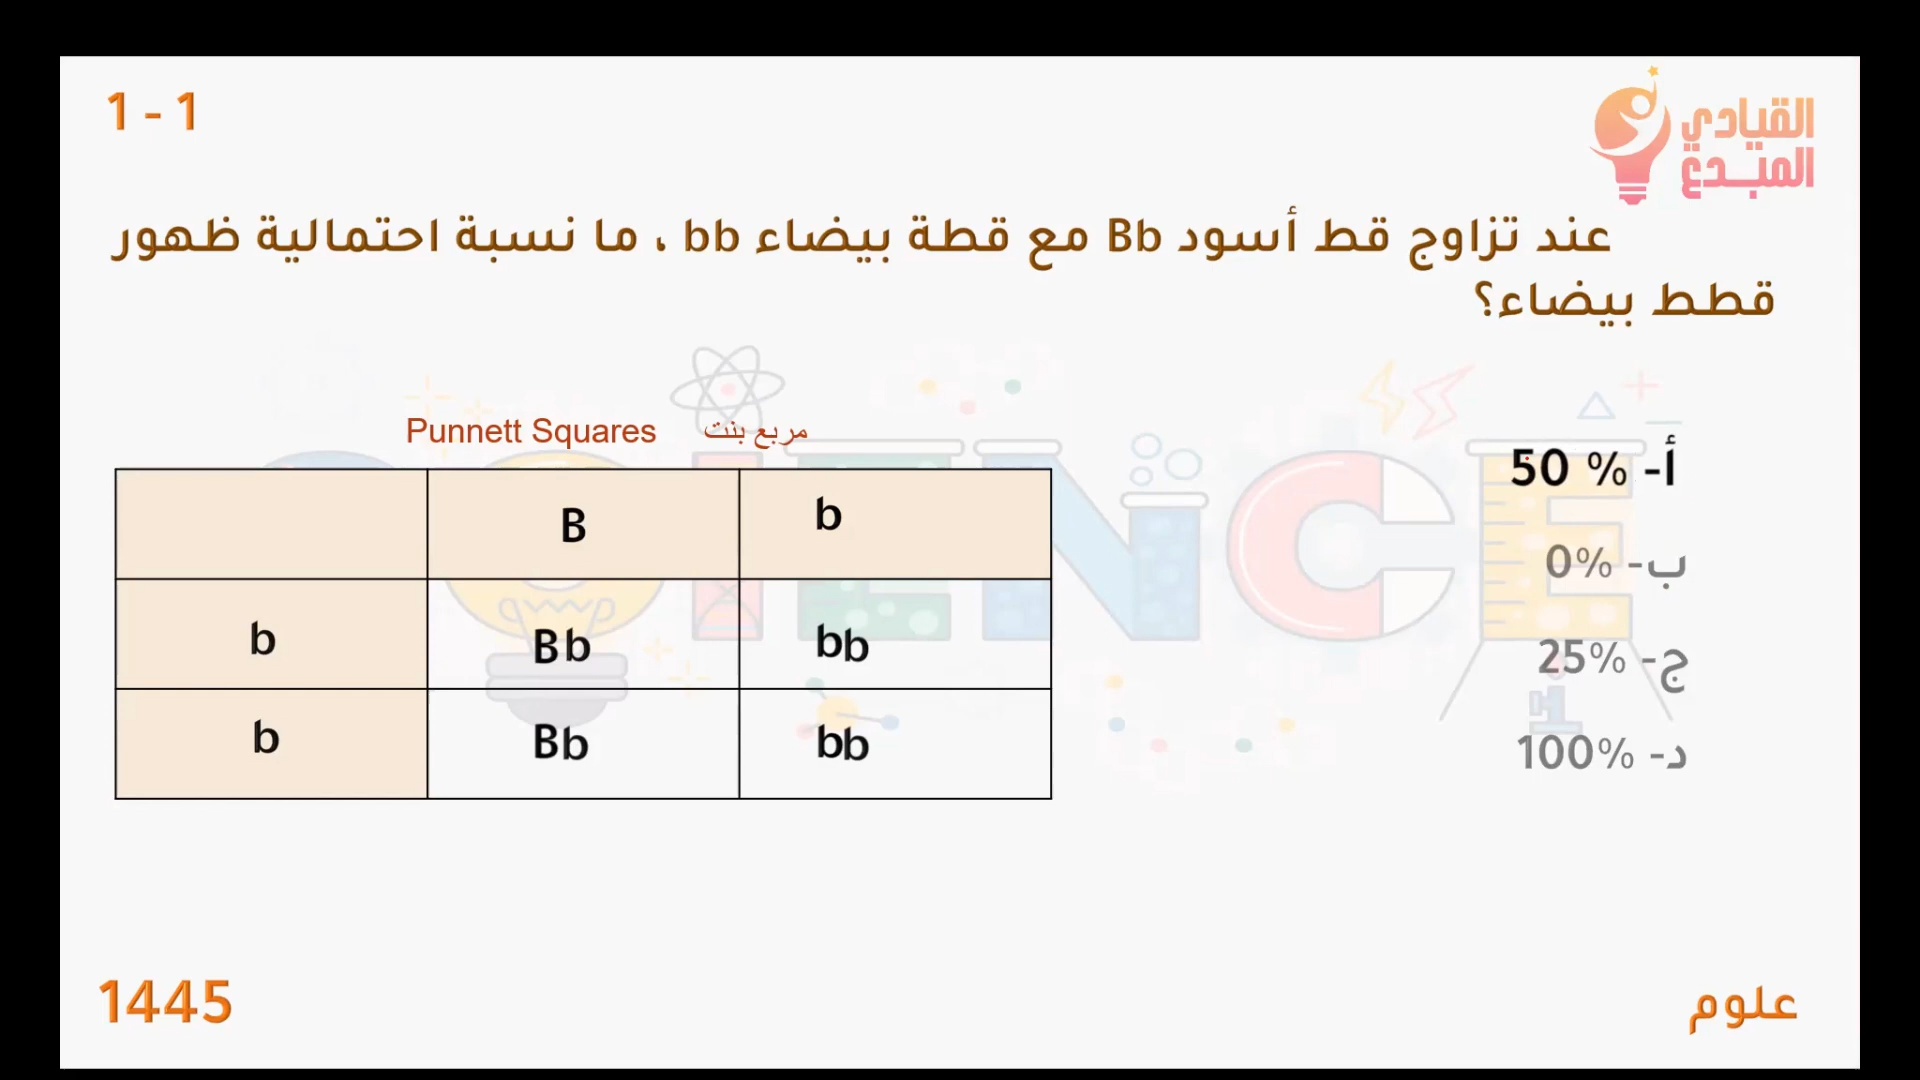 1 - 1
القيادي
المبدع
عند تزاوج قط أسود Bb مع قطة بيضاء bb ، ما نسبة احتمالية ظهور
قطط بيضاء؟
Punnett Squares مربع بنت
B b
b Bb bb
b Bb bb
أ- % 50
ب- %0
ج- %25
د- %100
SCIENCE
1445
علوم